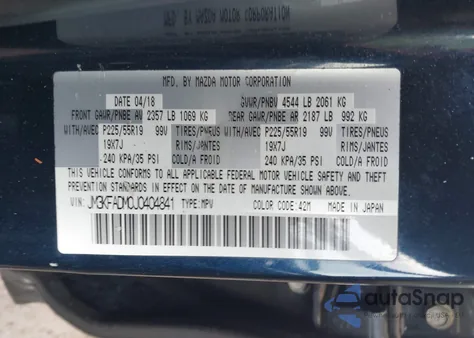 MFD. BY MAZDA MOTOR CORPORATION
DATE 04/18 GVWR/PNBV 4544 LB 2061 KG
FRONT GAWR/PNBE AV 2357 LB 1069 KG REAR GAWR/PNBE AR 2187 LB 992 KG
WITH/AVEC P225/55R19 99V TIRES/PNEUS WITH/AVEC P225/55R19 99V TIRES/PNEUS
19X7J RIMS/JANTES 19X7J RIMS/JANTES
240 KPA/35 PSI COLD/A FROID 240 KPA/35 PSI COLD/A FROID
THIS VEHICLE CONFORMS TO ALL APPLICABLE FEDERAL MOTOR VEHICLE SAFETY
AND THEFT PREVENTION STANDARDS IN EFFECT ON THE
DATE OF MANUFACTURE SHOWN ABOVE.
VIN: JM3KFADM0J0404841 TYPE: MPV COLOR-CODE: 42M MADE IN JAPAN
autoSnap